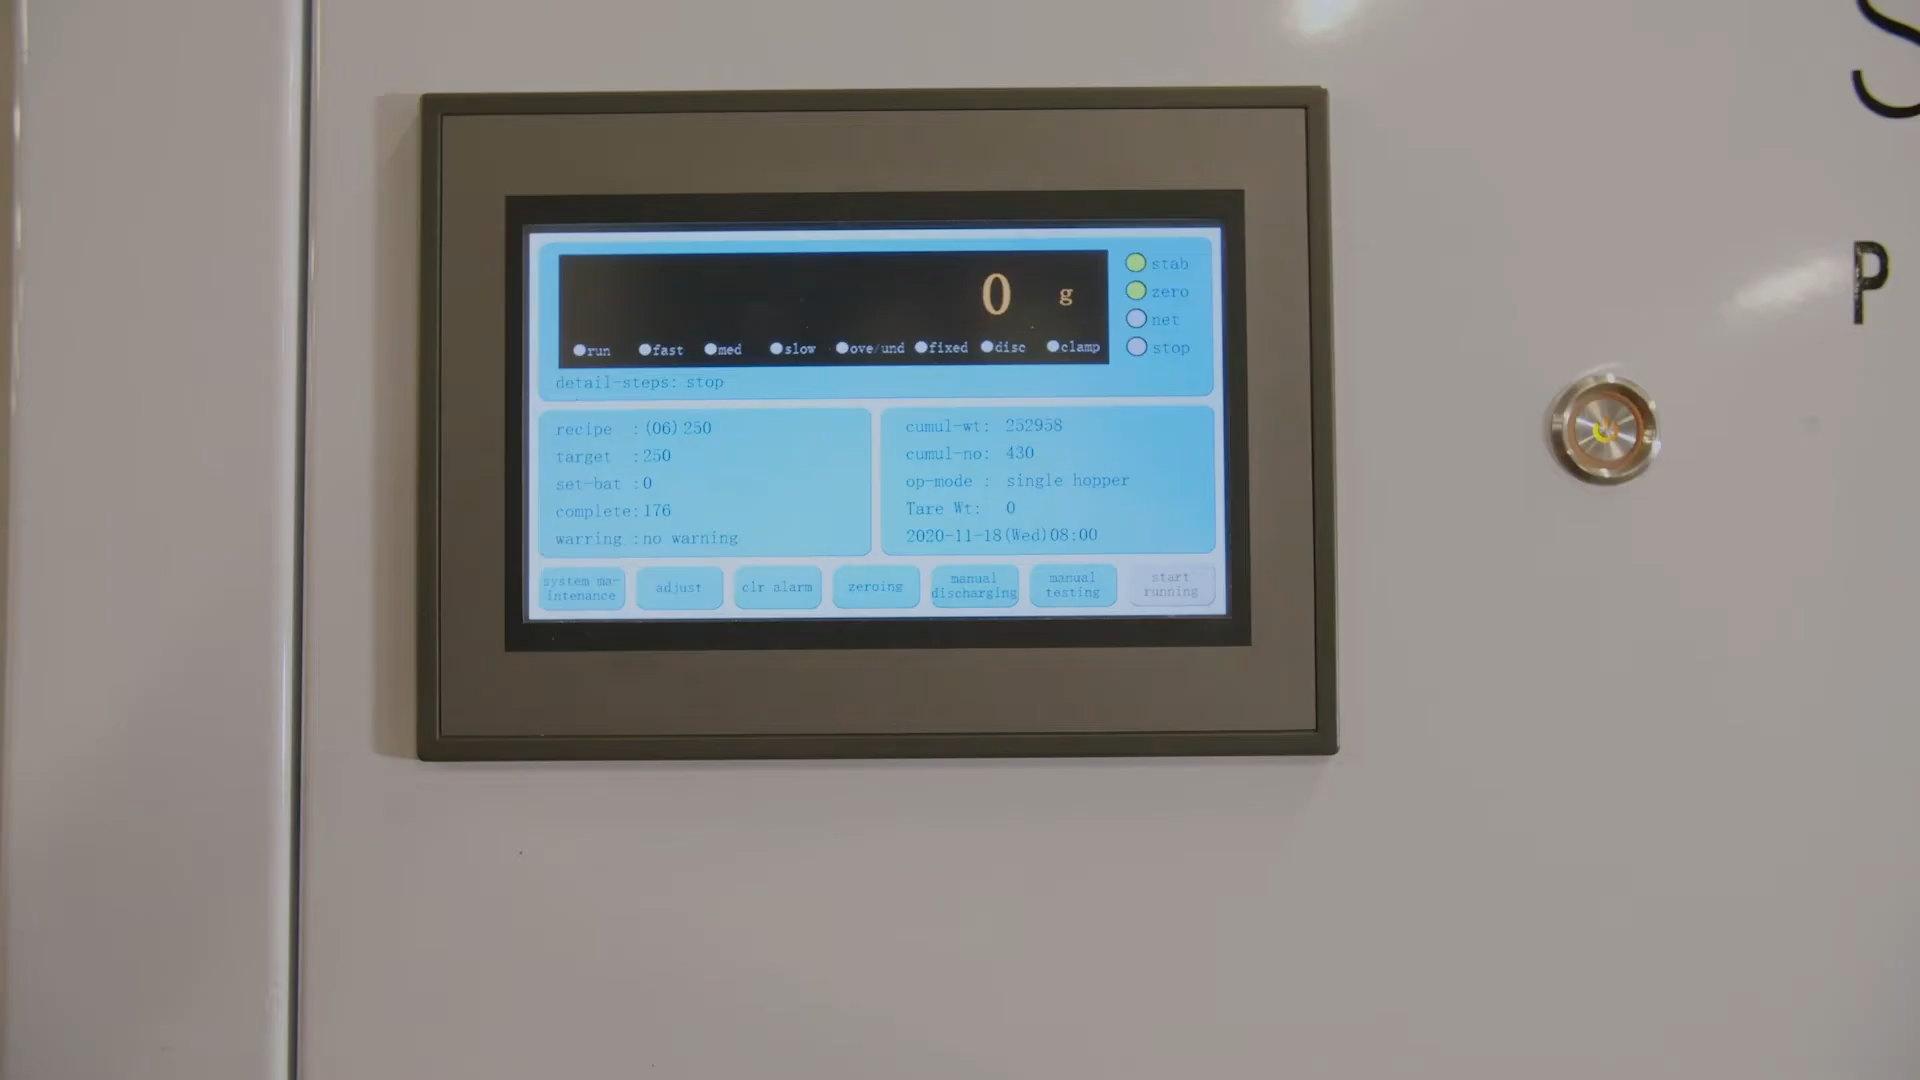 0 g
run fast med slow ove/und fixed disc clamp
stab
zero
net
stop
detail-steps: stop
recipe :(06)250
target :250
set-bat :0
complete:176
warring :no warning
cumul-wt: 252958
cumul-no: 430
op-mode : single hopper
Tare Wt: 0
2020-11-18(Wed)08:00
system ma-
intenance
adjust
clr alarm
zeroing
manual
discharging
manual
testing
start
running
S
P